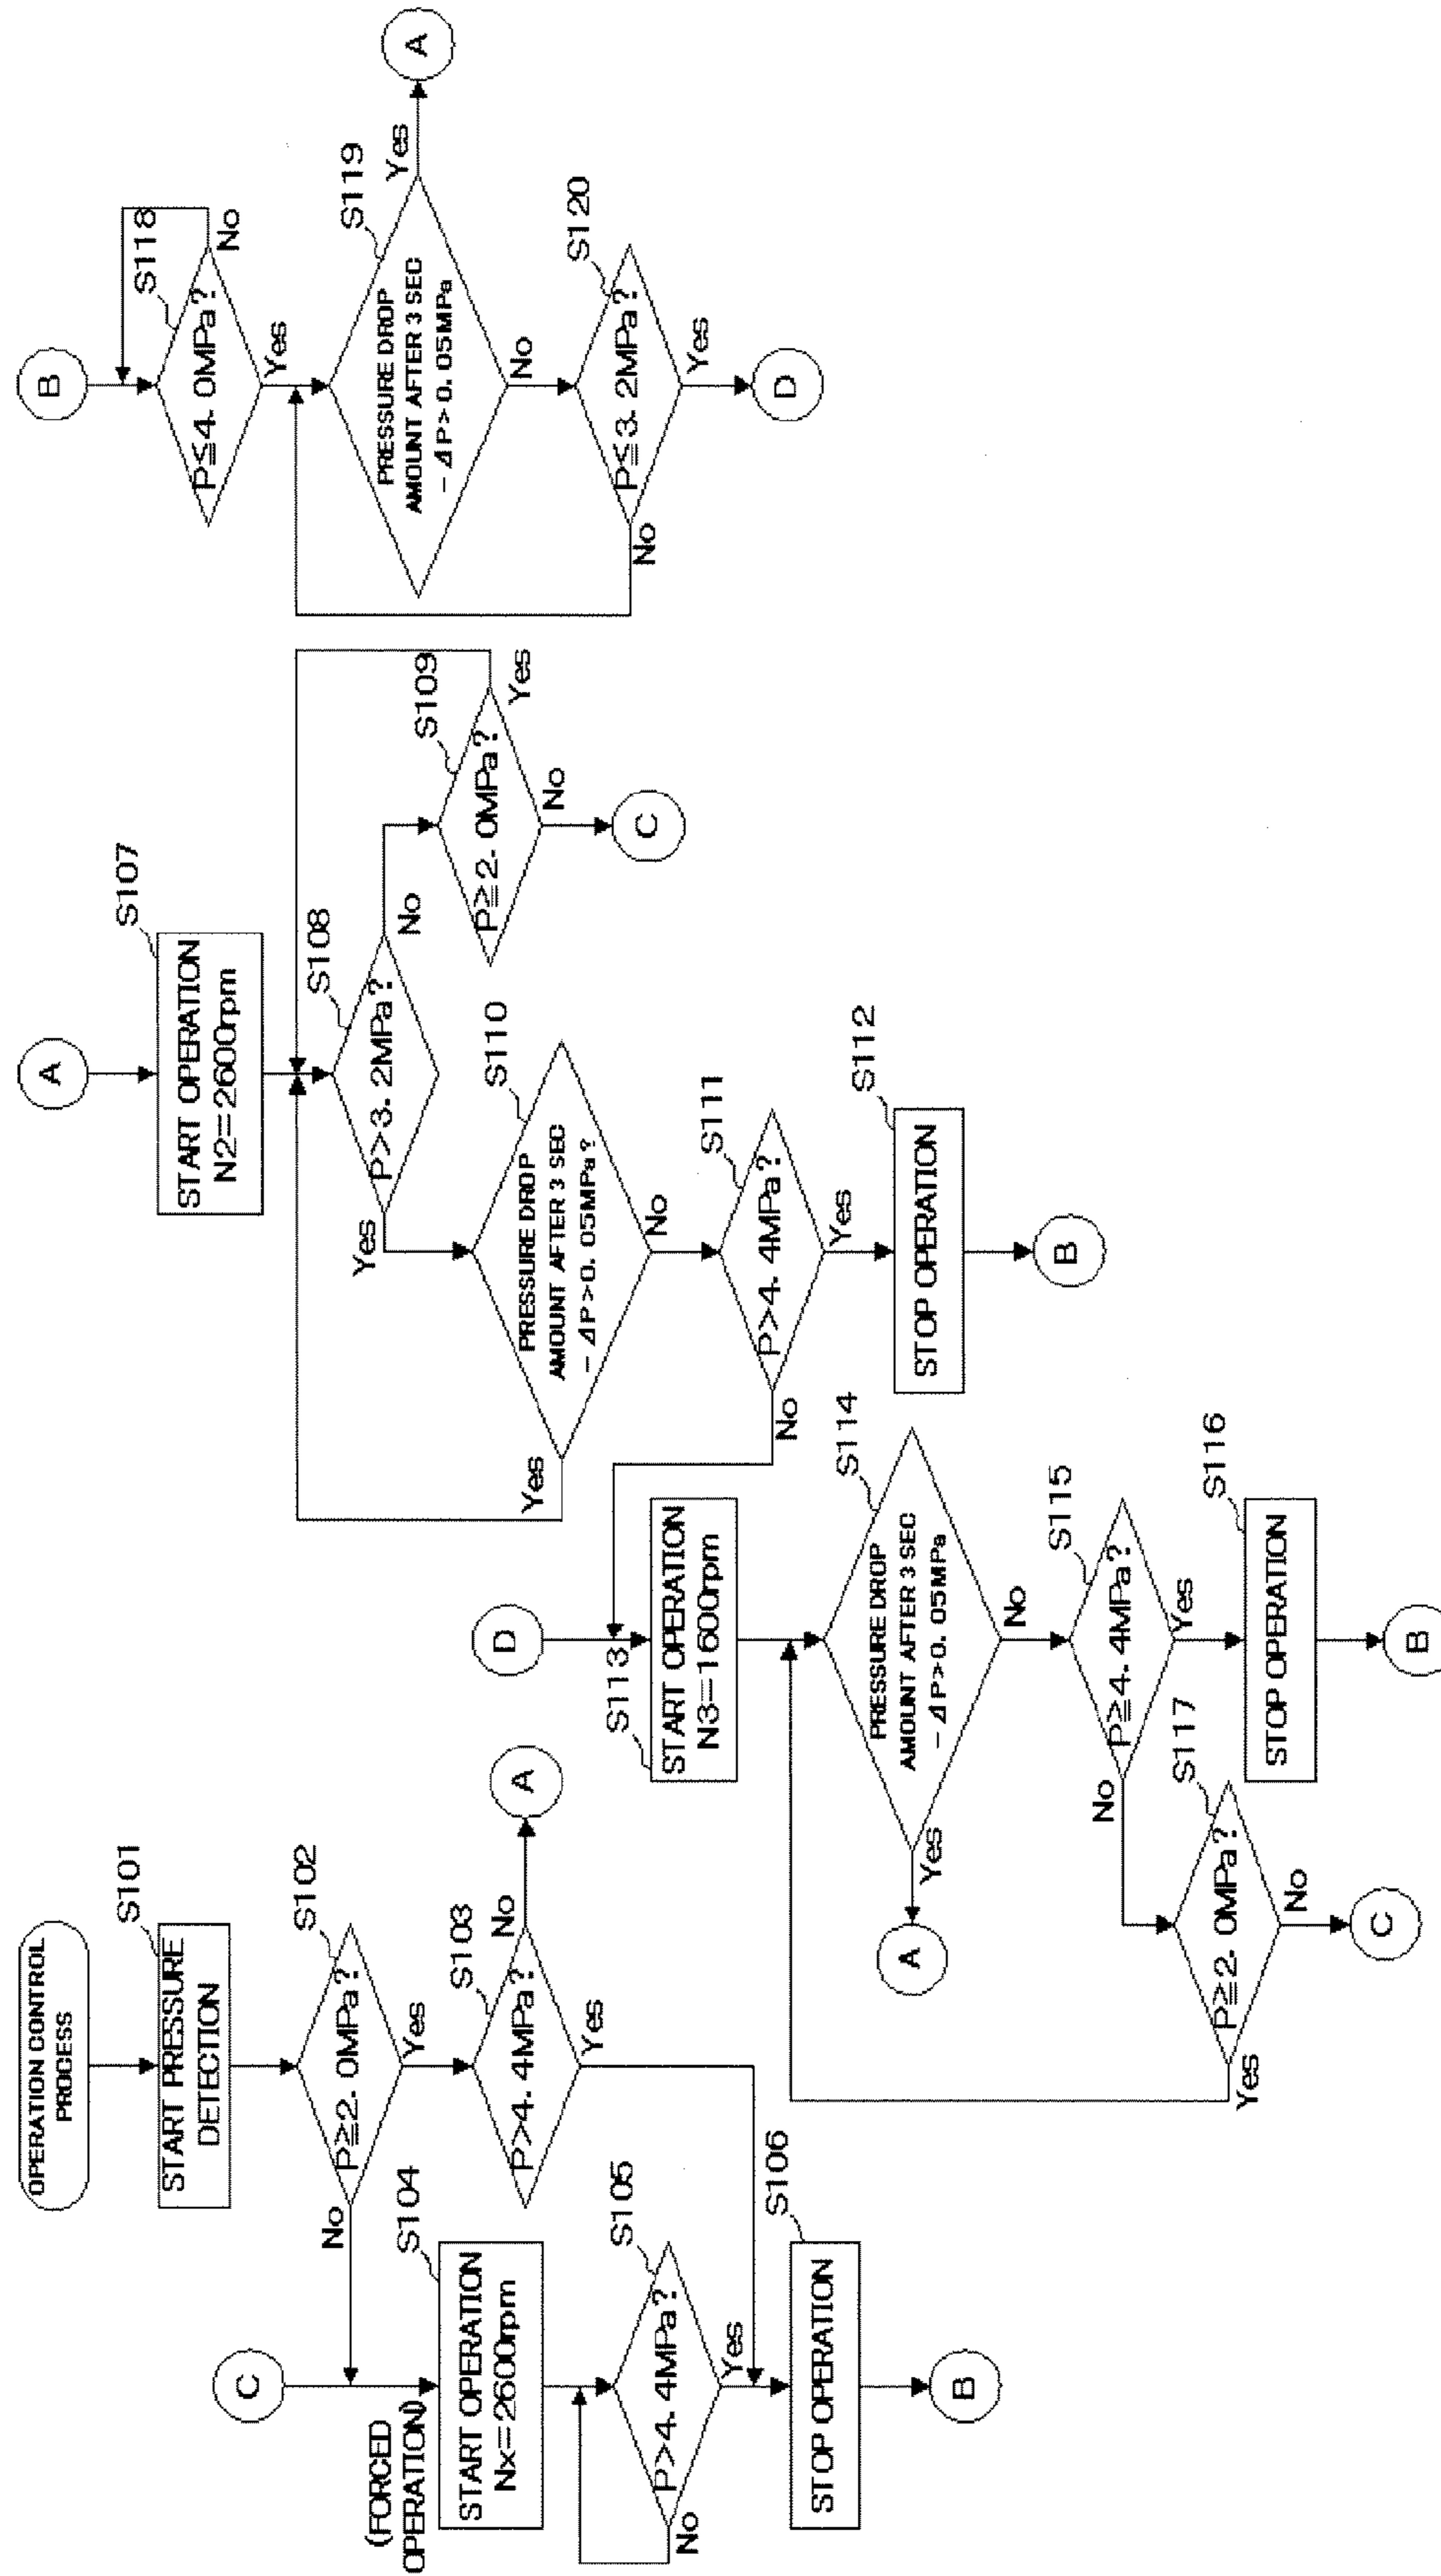 OPERATION CONTROL
PROCESS
S101
START PRESSURE
DETECTION
S102
P≧2. 0MPa?
No
Yes
S103
P>4. 4MPa?
No
A
Yes
C
(FORCED
OPERATION)
S104
START OPERATION
Nx=2600rpm
S105
P>4. 4MPa?
No
Yes
S106
STOP OPERATION
B
A
S107
START OPERATION
N2=2600rpm
S108
P>3. 2MPa?
Yes
No
S109
P≧2. 0MPa?
Yes
No
C
S110
PRESSURE DROP
AMOUNT AFTER 3 SEC
-⊿P>0. 05MPa?
Yes
No
S111
P>4. 4MPa?
No
Yes
S112
STOP OPERATION
B
D
S113
START OPERATION
N3=1600rpm
S114
PRESSURE DROP
AMOUNT AFTER 3 SEC
-⊿P>0. 05MPa
Yes
A
No
S115
P≧4. 4MPa?
No
Yes
S116
STOP OPERATION
B
S117
P≧2. 0MPa?
Yes
No
C
B
S118
P≦4. 0MPa?
No
Yes
S119
PRESSURE DROP
AMOUNT AFTER 3 SEC
-⊿P>0. 05MPa
Yes
A
No
S120
P≦3. 2MPa?
No
Yes
D